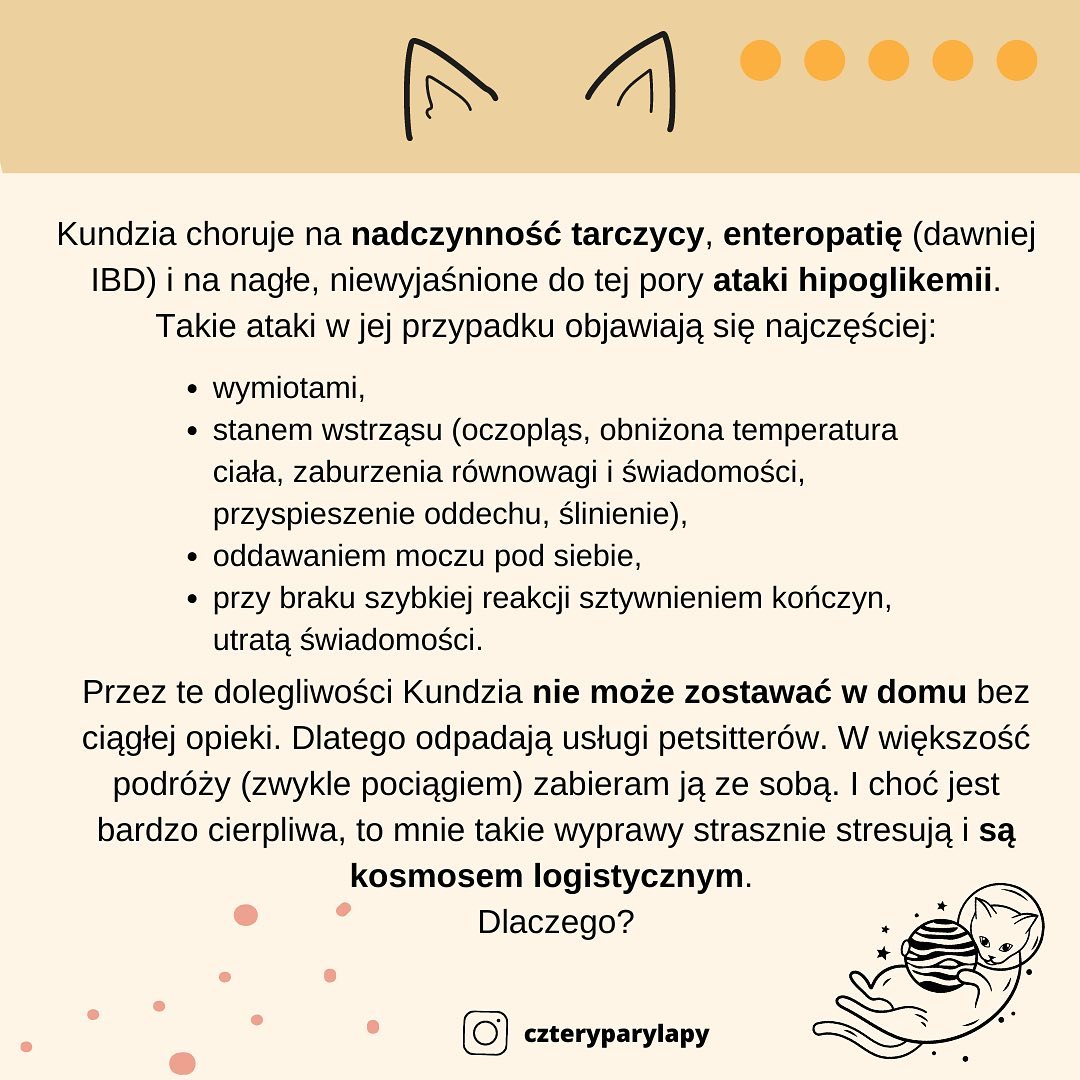 Kundzia choruje na nadczynność tarczycy, enteropatię (dawniej
IBD) i na nagłe, niewyjaśnione do tej pory ataki hipoglikemii.
Takie ataki w jej przypadku objawiają się najczęściej:
• wymiotami,
• stanem wstrząsu (oczopląs, obniżona temperatura
ciała, zaburzenia równowagi i świadomości,
przyspieszenie oddechu, ślinienie),
• oddawaniem moczu pod siebie,
• przy braku szybkiej reakcji sztywnieniem kończyn,
utratą świadomości.
Przez te dolegliwości Kundzia nie może zostawać w domu bez
ciągłej opieki. Dlatego odpadają usługi petsitterów. W większość
podróży (zwykle pociągiem) zabieram ją ze sobą. I choć jest
bardzo cierpliwa, to mnie takie wyprawy strasznie stresują i są
kosmosem logistycznym.
Dlaczego?
czteryparylapy